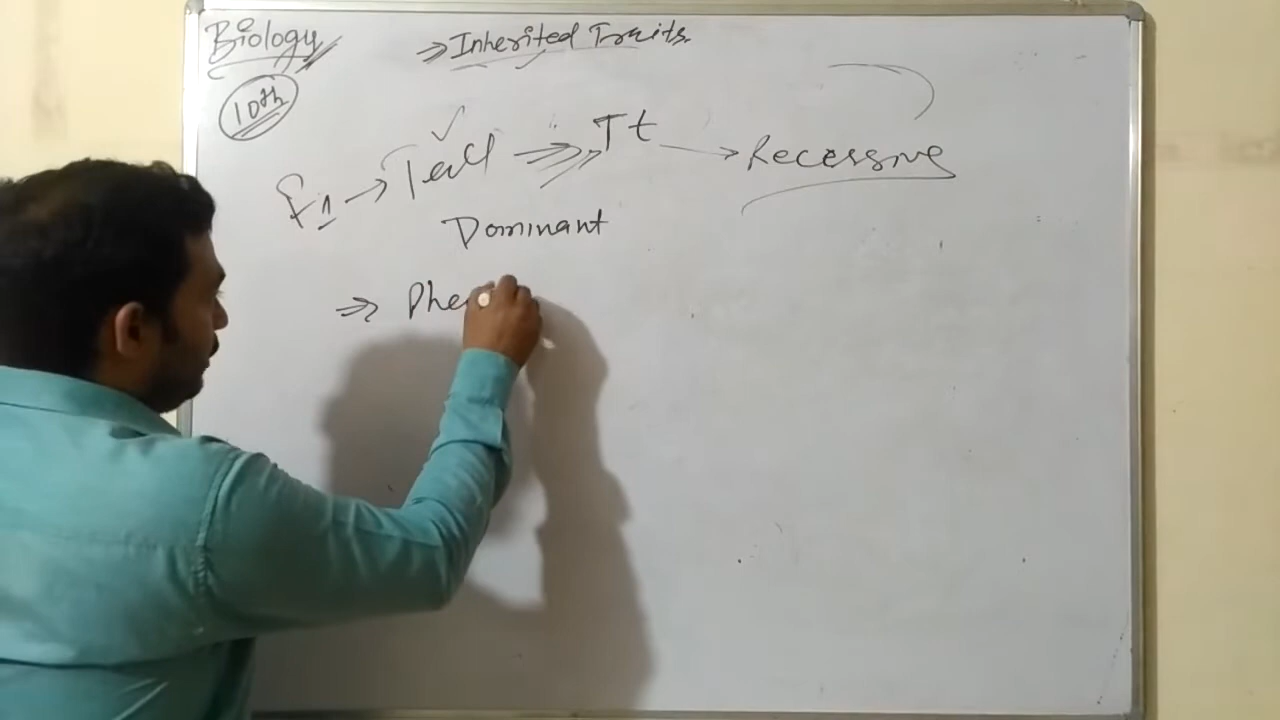 Biology ⇒ Inherited Traits.
10th
F1 → Tall ✓ ⇒ Tt → Recessive
Dominant
⇒ Phe